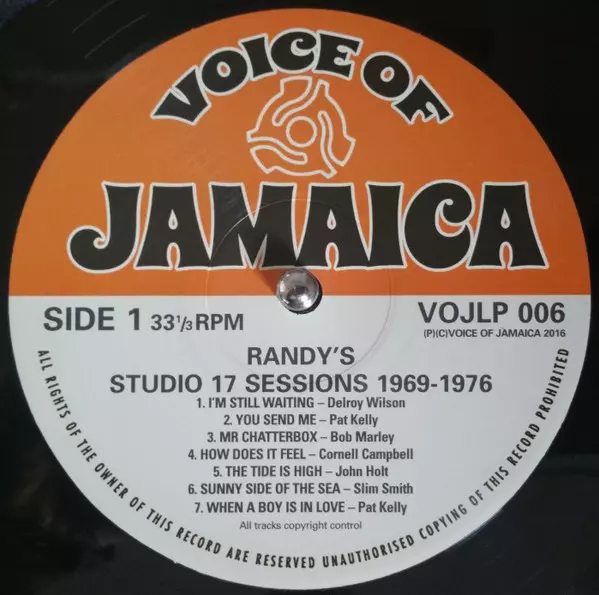 VOICE OF
JAMAICA
SIDE 1 33 1/3 RPM
VOJLP 006
(P)(C)VOICE OF JAMAICA 2016
RANDY'S
STUDIO 17 SESSIONS 1969-1976
1. I'M STILL WAITING – Delroy Wilson
2. YOU SEND ME – Pat Kelly
3. MR CHATTERBOX – Bob Marley
4. HOW DOES IT FEEL – Cornell Campbell
5. THE TIDE IS HIGH – John Holt
6. SUNNY SIDE OF THE SEA – Slim Smith
7. WHEN A BOY IS IN LOVE – Pat Kelly
All tracks copyright control
ALL RIGHTS OF THE OWNER OF THIS RECORD ARE RESERVED UNAUTHORISED COPYING OF THIS RECORD PROHIBITED